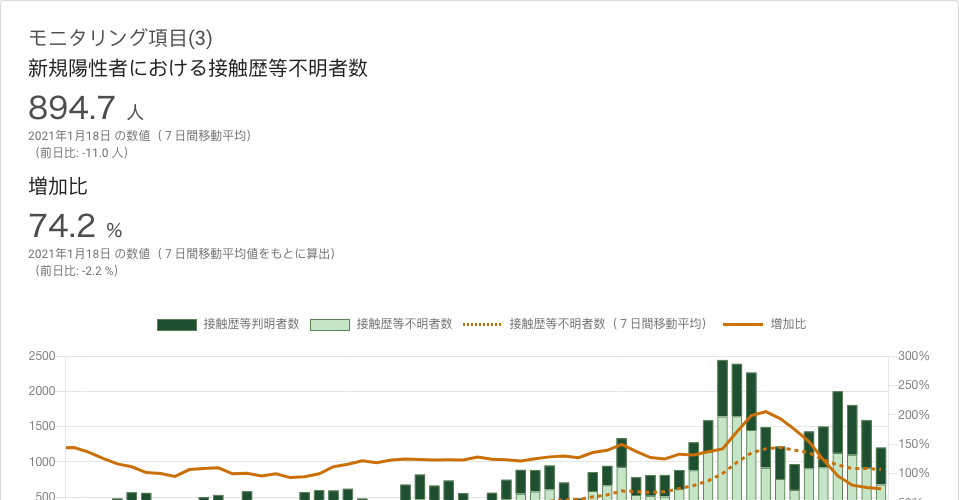 モニタリング項目(3)
新規陽性者における接触歴等不明者数
894.7 人
2021年1月18日 の数値（７日間移動平均）
（前日比: -11.0 人）
増加比
74.2 %
2021年1月18日 の数値（７日間移動平均値をもとに算出）
（前日比: -2.2 %）
接触歴等判明者数 接触歴等不明者数 接触歴等不明者数（７日間移動平均） 増加比
2500 300%
250%
2000
200%
1500
150%
1000
100%
500